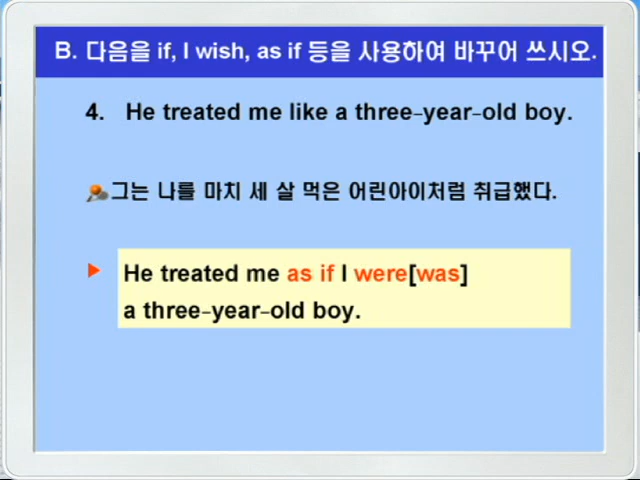 B. 다음을 if, I wish, as if 등을 사용하여 바꾸어 쓰시오.
4. He treated me like a three-year-old boy.
그는 나를 마치 세 살 먹은 어린아이처럼 취급했다.
He treated me as if I were[was]
a three-year-old boy.